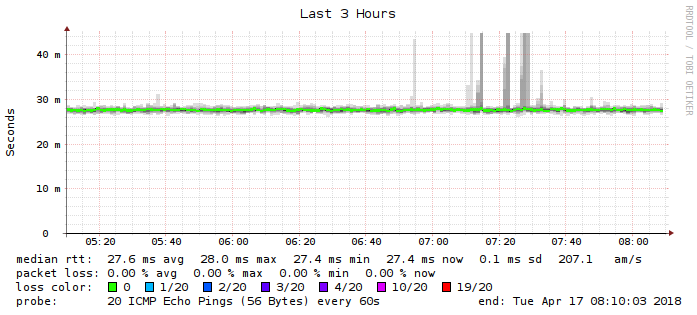 Last 3 Hours
RRDTOOL / TOBI OETIKER
Seconds
40 m
30 m
20 m
10 m
0
05:20 05:40 06:00 06:20 06:40 07:00 07:20 07:40 08:00
median rtt: 27.6 ms avg 28.0 ms max 27.4 ms min 27.4 ms now 0.1 ms sd 207.1 am/s
packet loss: 0.00 % avg 0.00 % max 0.00 % min 0.00 % now
loss color: 0 1/20 2/20 3/20 4/20 10/20 19/20
probe: 20 ICMP Echo Pings (56 Bytes) every 60s end: Tue Apr 17 08:10:03 2018